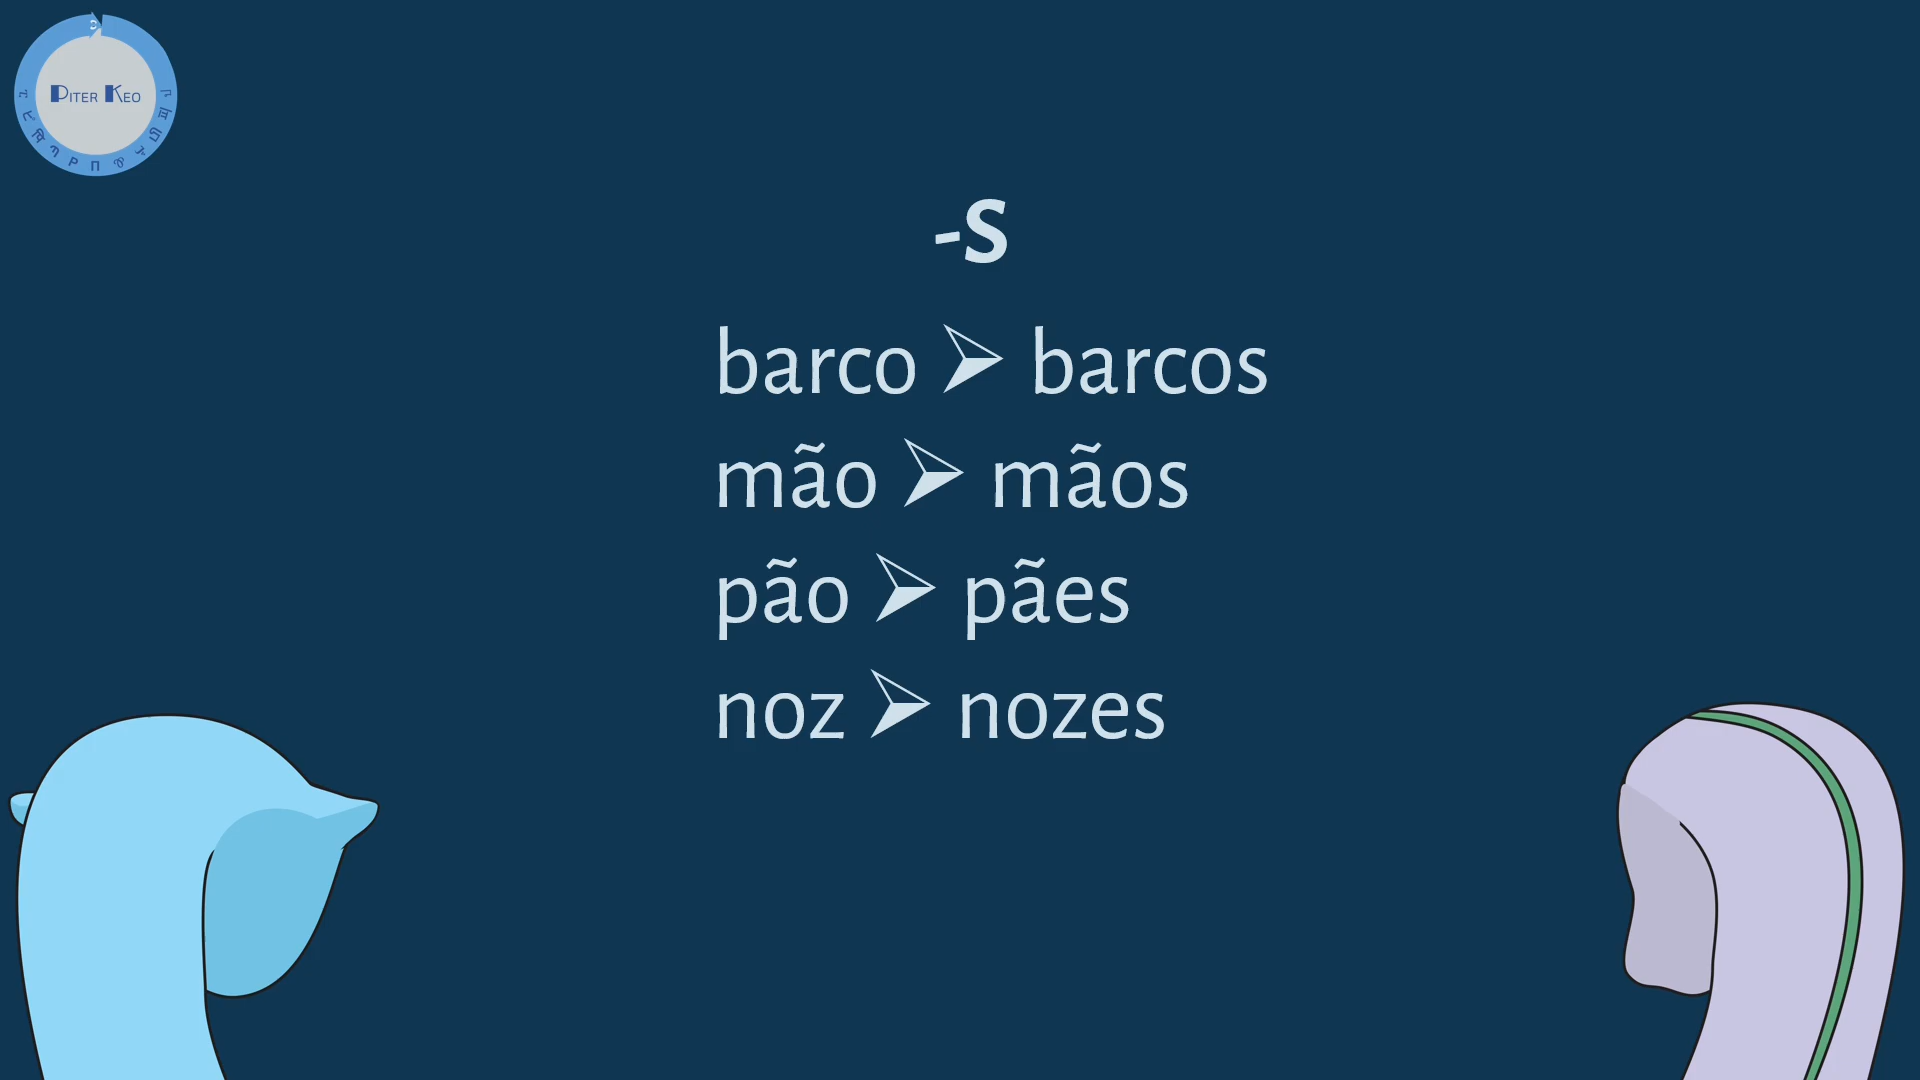 Piter Keo
-s
barco ➢ barcos
mão ➢ mãos
pão ➢ pães
noz ➢ nozes